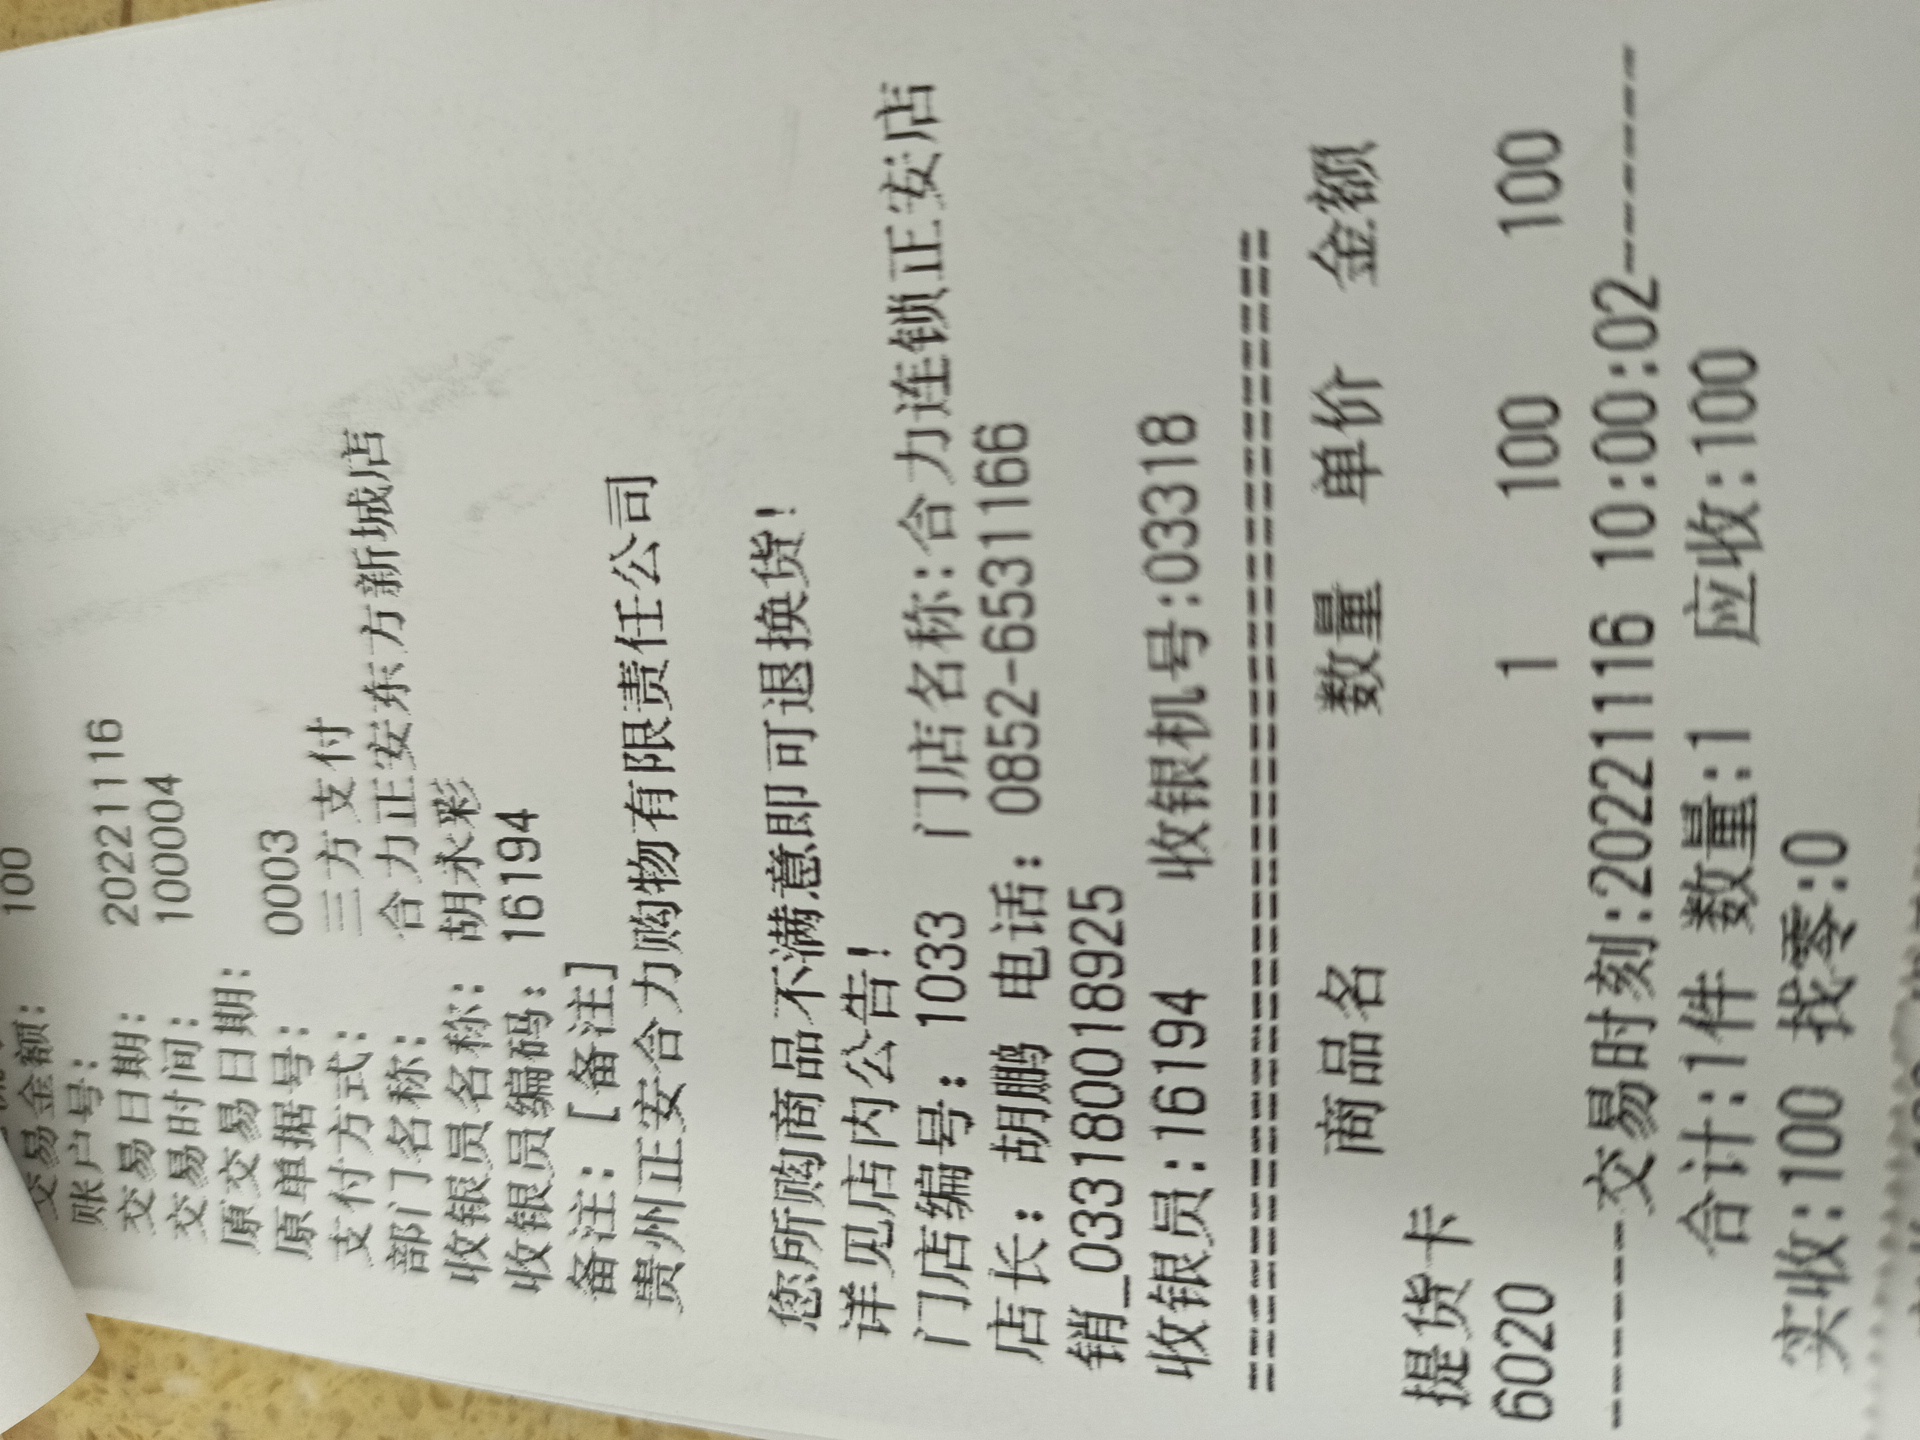 交易金额: 100
账户号:
交易日期: 20221116
交易时间: 100004
原交易日期:
原单据号: 0003
支付方式: 三方支付
部门名称: 合力正安东方新城店
收银员名称: 胡永彩
收银员编码: 16194
备注: [备注]
贵州正安合力购物有限责任公司
您所购商品不满意即可退换货!
详见店内公告!
门店编号: 1033 门店名称:合力连锁正安店
店长: 胡鹏 电话: 0852-6531166
销_033180018925
收银员:16194 收银机号:03318
==========================================
商品名 数量 单价 金额
提货卡
6020 1 100 100
--------交易时刻:20221116 10:00:02--------
合计:1件 数量:1 应收:100
实收:100 找零:0